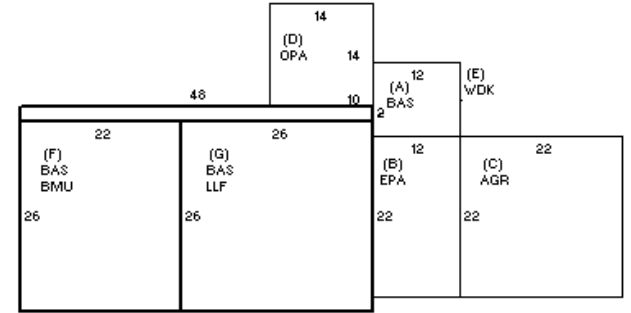 14
(D)
OPA 14
12 (E)
(A) WDK
48
10 BAS
2
22 26 12 22
(F) (G) (B) (C)
BAS BAS EPA AGR
BMU LLF
26 26 22 22